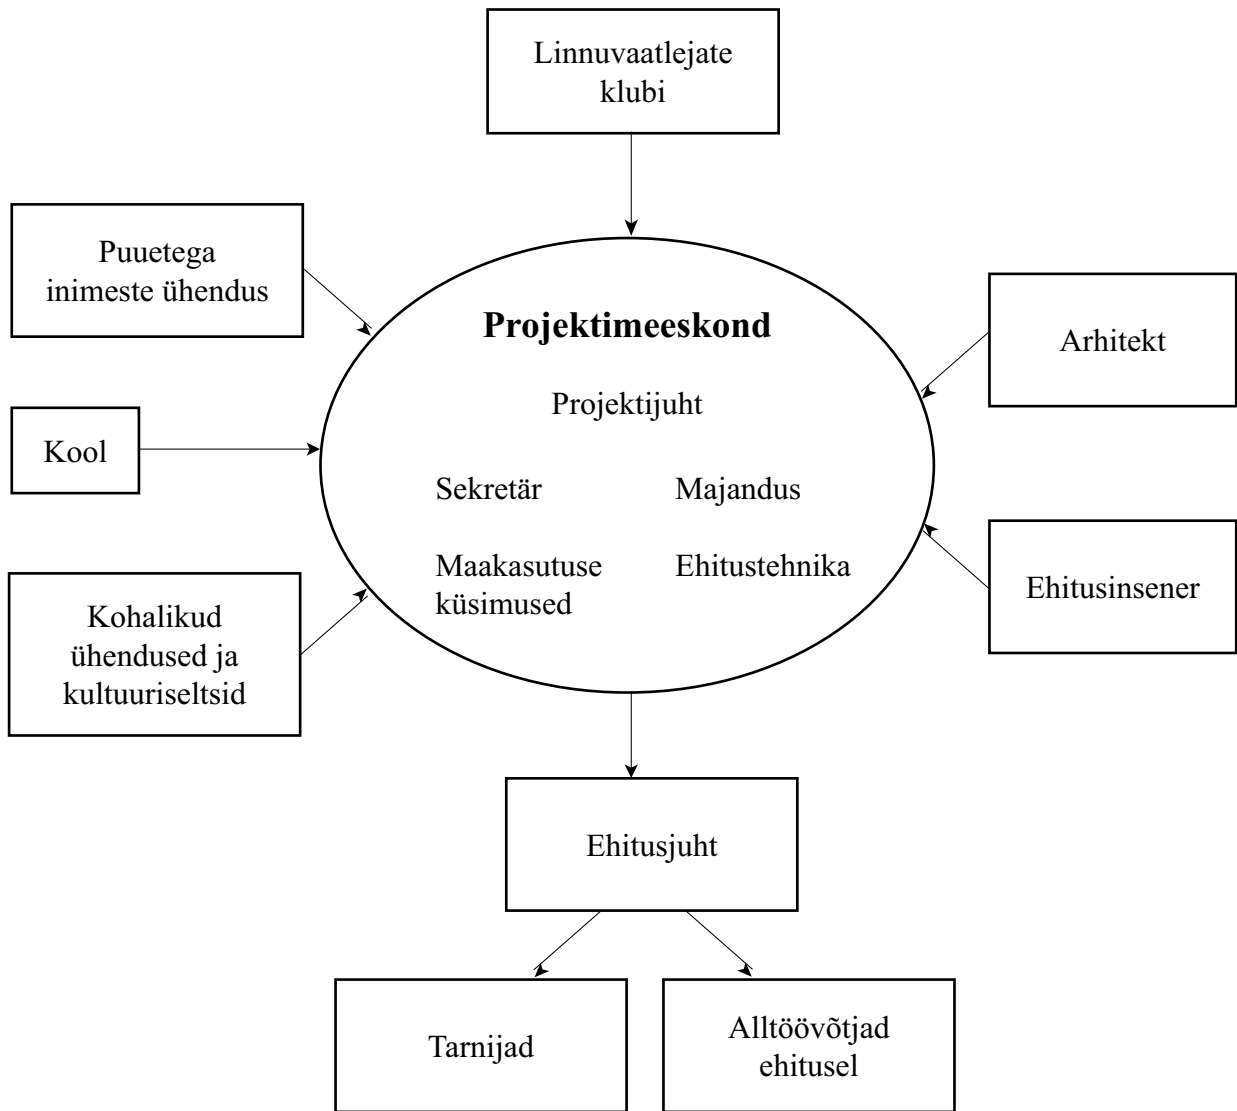 Linnuvaatlejate
klubi
Puuetega
inimeste ühendus
Projektimeeskond
Arhitekt
Projektijuht
Kool
Sekretär
Majandus
Maakasutuse
küsimused
Ehitustehnika
Ehitusinsener
Kohalikud
ühendused ja
kultuuriseltsid
Ehitusjuht
Tarnijad
Alltöövõtjad
ehitusel